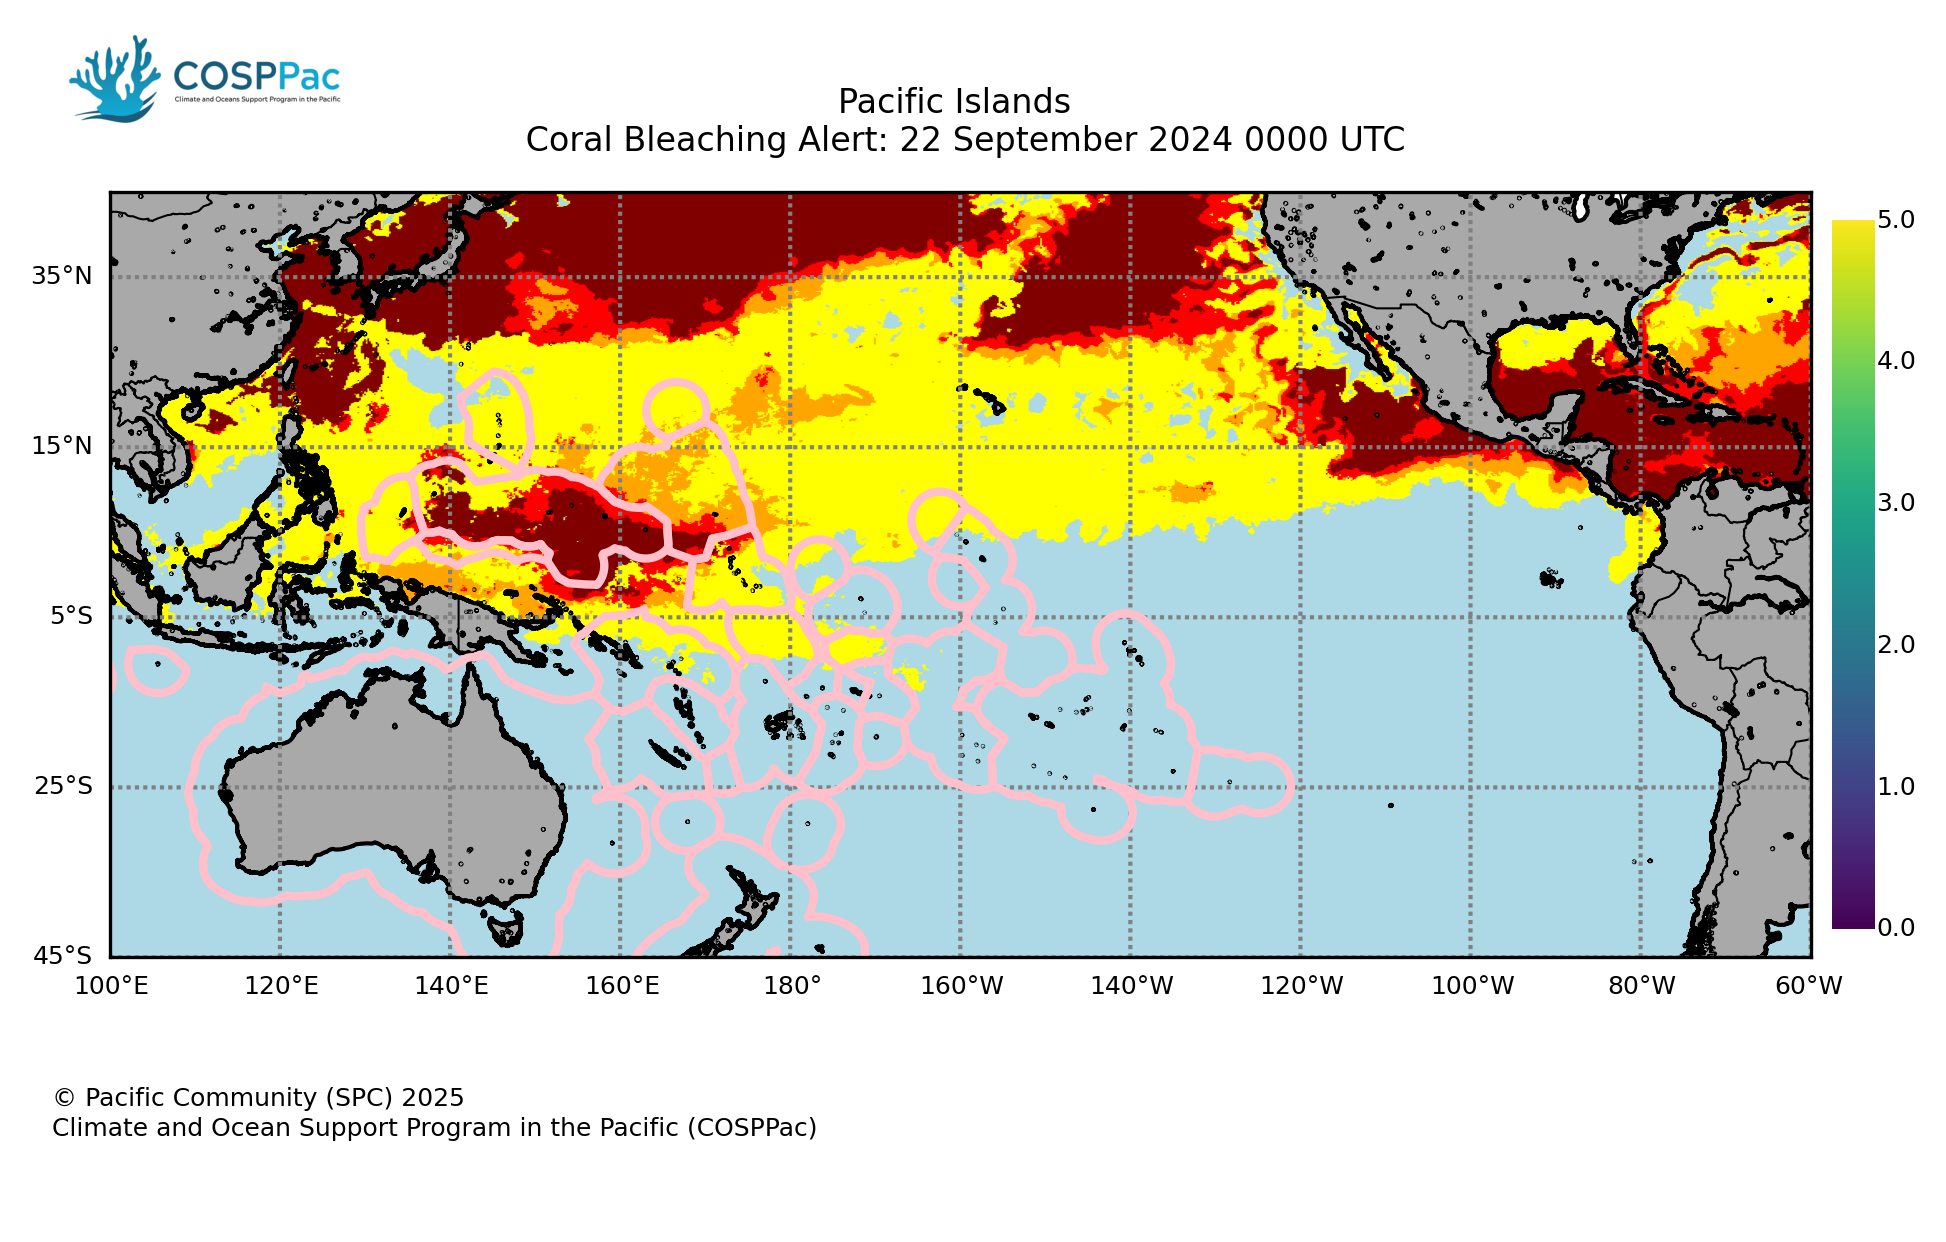 COSPPac
Climate and Oceans Support Program in the Pacific
Pacific Islands
Coral Bleaching Alert: 22 September 2024 0000 UTC
35°N
15°N
5°S
25°S
45°S
100°E 120°E 140°E 160°E 180° 160°W 140°W 120°W 100°W 80°W 60°W
5.0
4.0
3.0
2.0
1.0
0.0
© Pacific Community (SPC) 2025
Climate and Ocean Support Program in the Pacific (COSPPac)